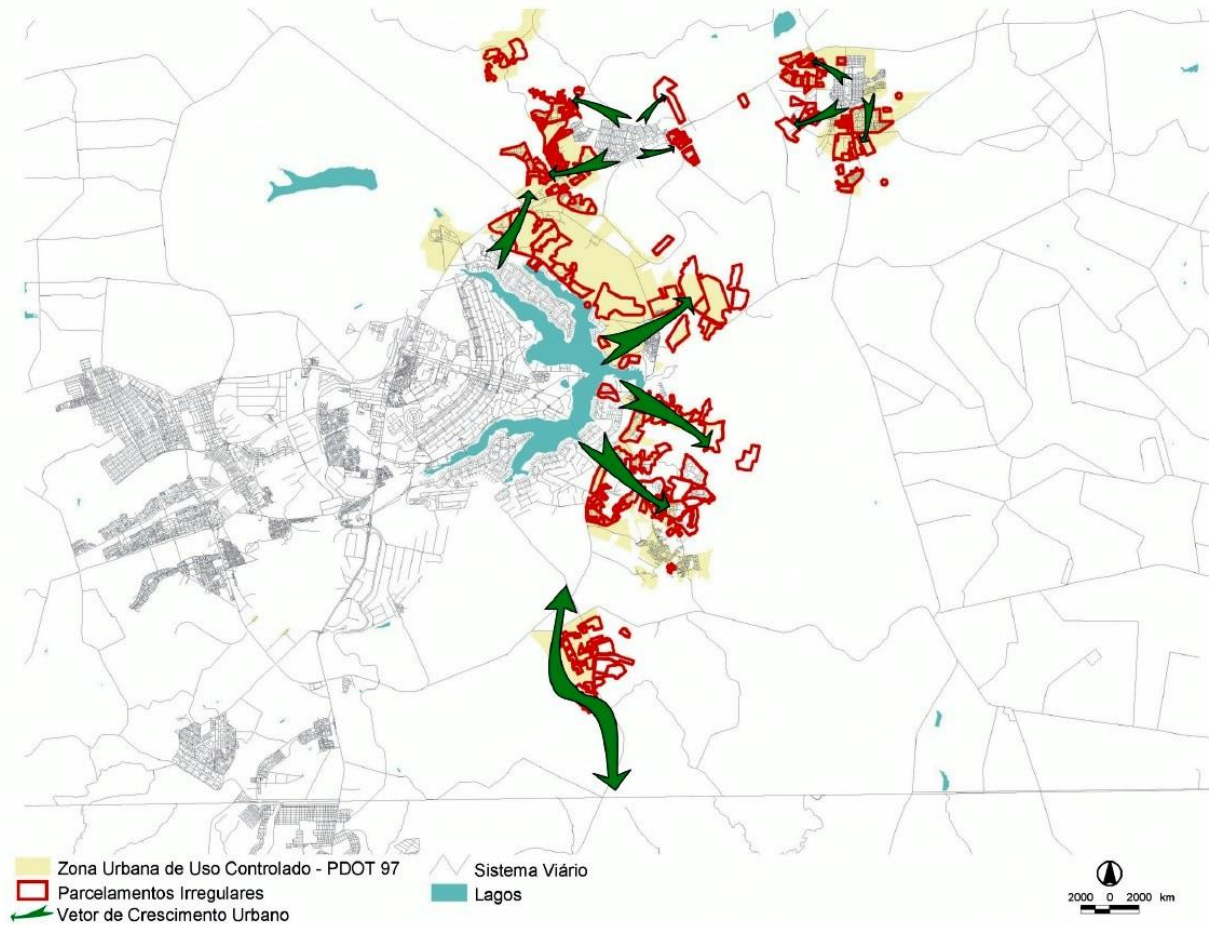 Zona Urbana de Uso Controlado - PDOT 97
Parcelamentos Irregulares
Vetor de Crescimento Urbano
Sistema Viário
Lagos
2000 0 2000 km